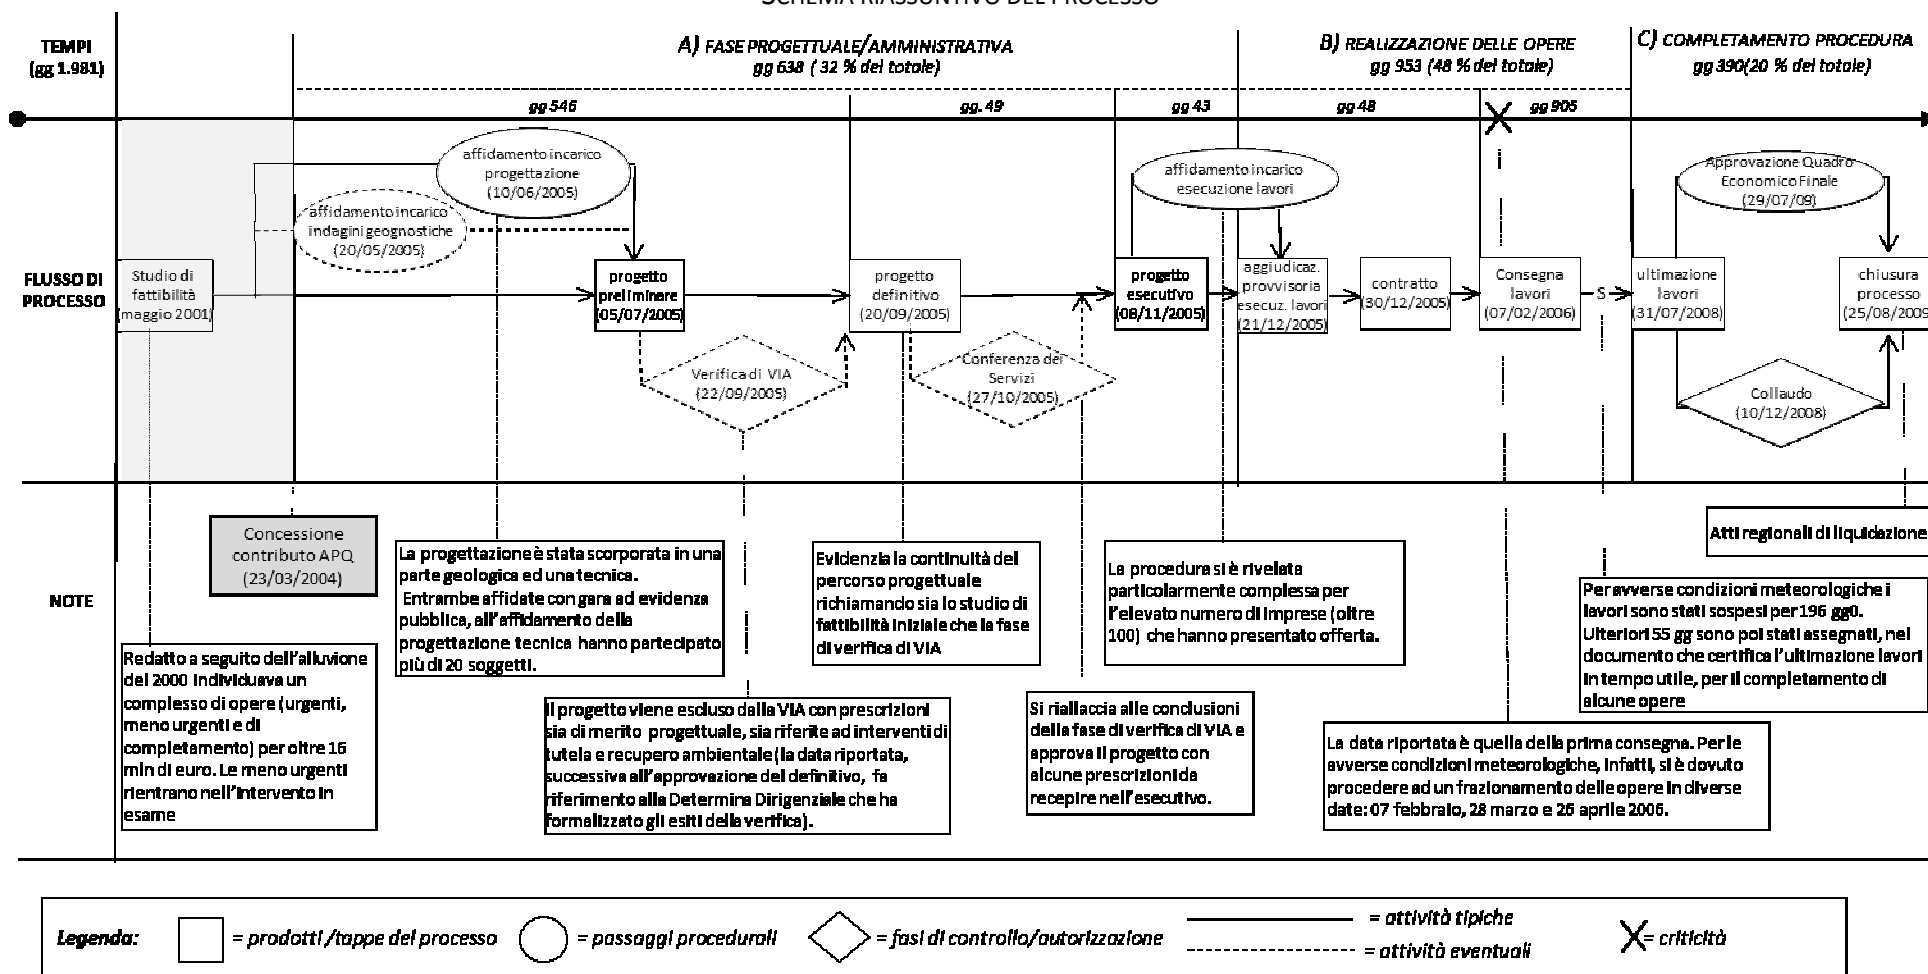 SCHEMA RIASSUNTIVO DEL PROCESSO
TEMPI
(gg 1.981)
A) FASE PROGETTUALE/AMMINISTRATIVA
gg 638 ( 32 % del totale)
B) REALIZZAZIONE DELLE OPERE
gg 953 (48 % del totale)
C) COMPLETAMENTO PROCEDURA
gg 390(20 % del totale)
gg 546
gg. 49
gg 43
gg 48
gg 905
FLUSSO DI
PROCESSO
Studio di
fattibilità
(maggio 2001)
affidamento incarico
progettazione
(10/06/2005)
affidamento incarico
indagini geognostiche
(20/05/2005)
progetto
preliminare
(05/07/2005)
Verifica di VIA
(22/09/2005)
progetto
definitivo
(20/09/2005)
Conferenza dei
Servizi
(27/10/2005)
progetto
esecutivo
(08/11/2005)
affidamento incarico
esecuzione lavori
aggiudicaz.
provvisoria
esecuz. lavori
(21/12/2005)
contratto
(30/12/2005)
Consegna
lavori
(07/02/2006)
S
ultimazione
lavori
(31/07/2008)
Approvazione Quadro
Economico Finale
(29/07/09)
Collaudo
(10/12/2008)
chiusura
processo
(25/08/2009
NOTE
Concessione
contributo APQ
(23/03/2004)
Redatto a seguito dell'alluvione
del 2000 individuava un
complesso di opere (urgenti,
meno urgenti e di
completamento) per oltre 16
mln di euro. Le meno urgenti
rientrano nell'intervento in
esame
La progettazione è stata scorporata in una
parte geologica ed una tecnica.
Entrambe affidate con gara ad evidenza
pubblica, all'affidamento della
progettazione tecnica hanno partecipato
più di 20 soggetti.
Il progetto viene escluso dalla VIA con prescrizioni
sia di merito progettuale, sia riferite ad interventi di
tutela e recupero ambientale (la data riportata,
successiva all'approvazione del definitivo, fa
riferimento alla Determina Dirigenziale che ha
formalizzato gli esiti della verifica).
Evidenzia la continuità del
percorso progettuale
richiamando sia lo studio di
fattibilità iniziale che la fase
di verifica di VIA
Si riallaccia alle conclusioni
della fase di verifica di VIA e
approva il progetto con
alcune prescrizioni da
recepire nell'esecutivo.
La procedura si è rivelata
particolarmente complessa per
l'elevato numero di imprese (oltre
100) che hanno presentato offerta.
La data riportata è quella della prima consegna. Per le
avverse condizioni meteorologiche, infatti, si è dovuto
procedere ad un frazionamento delle opere in diverse
date: 07 febbraio, 28 marzo e 26 aprile 2006.
Per avverse condizioni meteorologiche i
lavori sono stati sospesi per 196 gg0.
Ulteriori 55 gg sono poi stati assegnati, nel
documento che certifica l'ultimazione lavori
in tempo utile, per il completamento di
alcune opere
Atti regionali di liquidazione
Legenda:
= prodotti /tappe del processo
= passaggi procedurali
= fasi di controllo/autorizzazione
= attività tipiche
= attività eventuali
= criticità